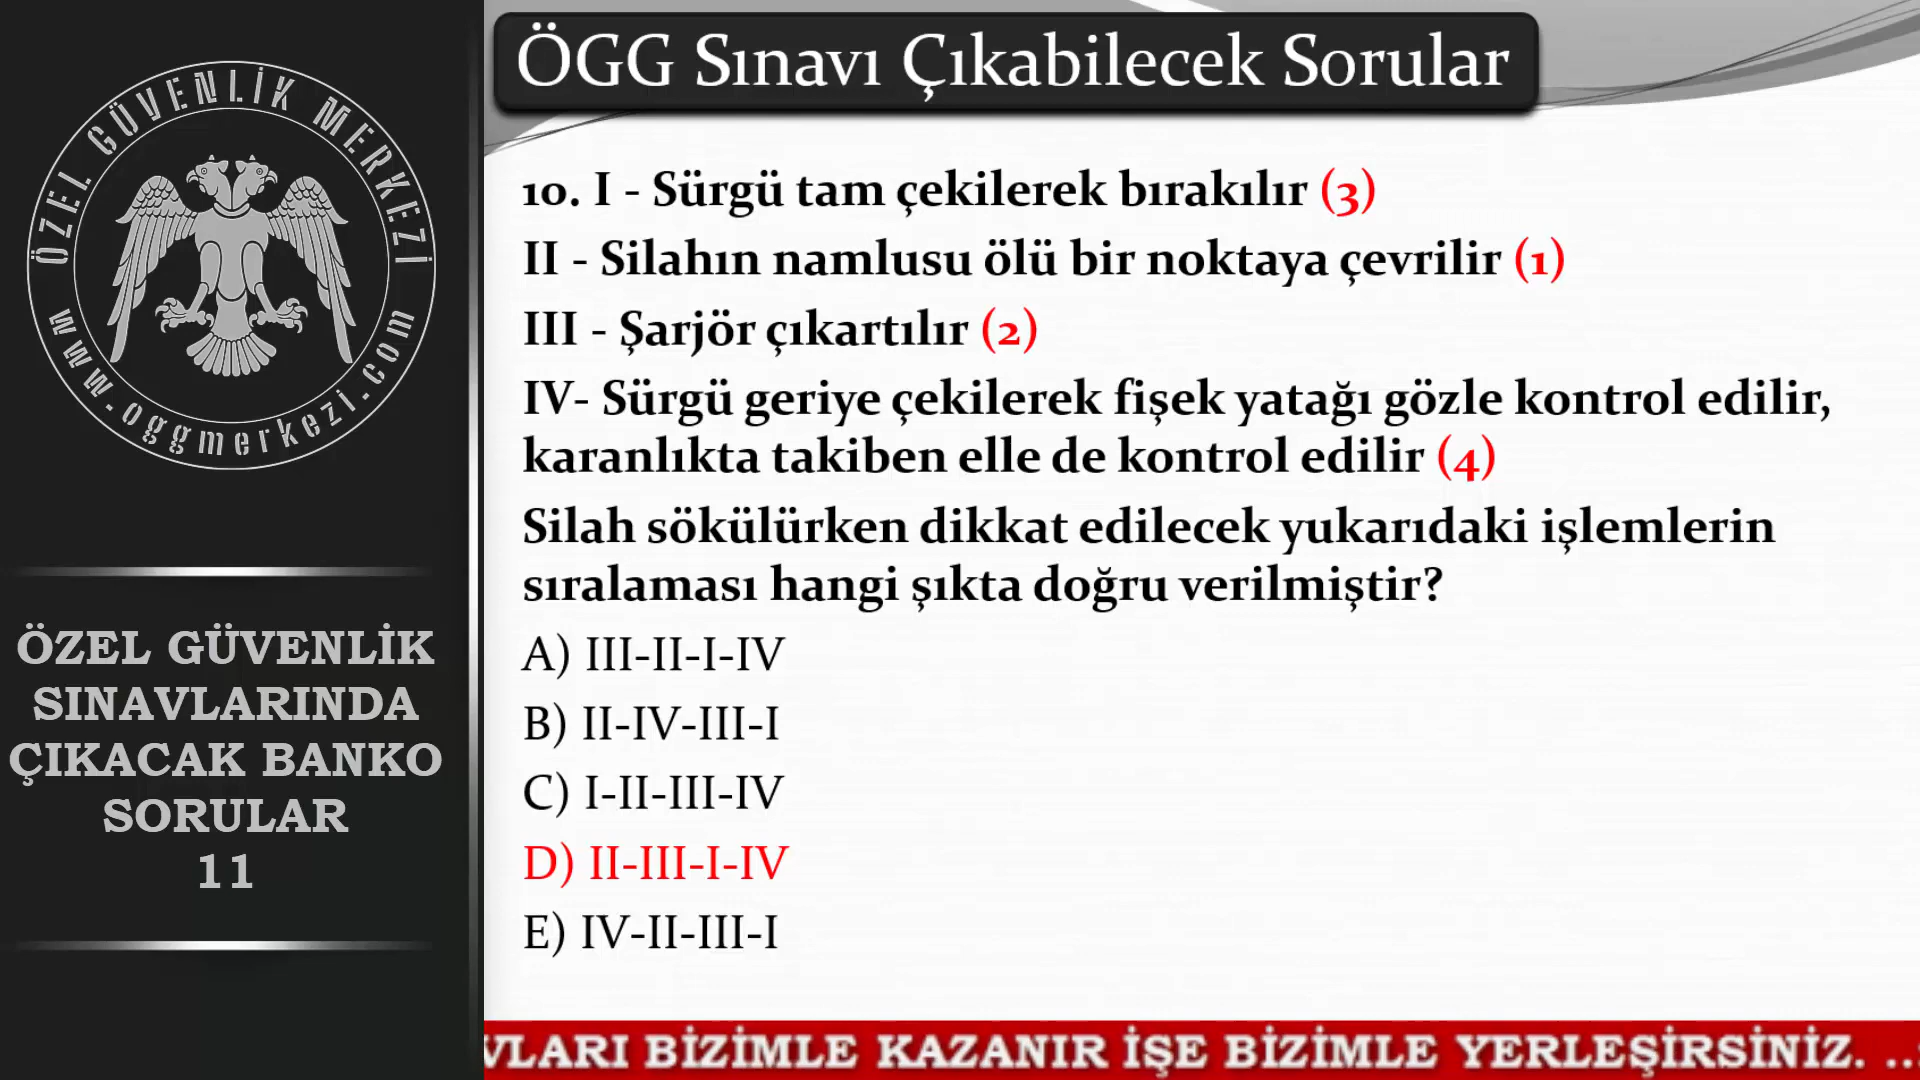 ÖZEL GÜVENLİK MERKEZİ
www.oggmerkezi.com
ÖZEL GÜVENLİK
SINAVLARINDA
ÇIKACAK BANKO
SORULAR
11
ÖGG Sınavı Çıkabilecek Sorular
10. I - Sürgü tam çekilerek bırakılır (3)
II - Silahın namlusu ölü bir noktaya çevrilir (1)
III - Şarjör çıkartılır (2)
IV- Sürgü geriye çekilerek fişek yatağı gözle kontrol edilir,
karanlıkta takiben elle de kontrol edilir (4)
Silah sökülürken dikkat edilecek yukarıdaki işlemlerin
sıralaması hangi şıkta doğru verilmiştir?
A) III-II-I-IV
B) II-IV-III-I
C) I-II-III-IV
D) II-III-I-IV
E) IV-II-III-I
VLARI BİZİMLE KAZANIR İŞE BİZİMLE YERLEŞİRSİNİZ. ..